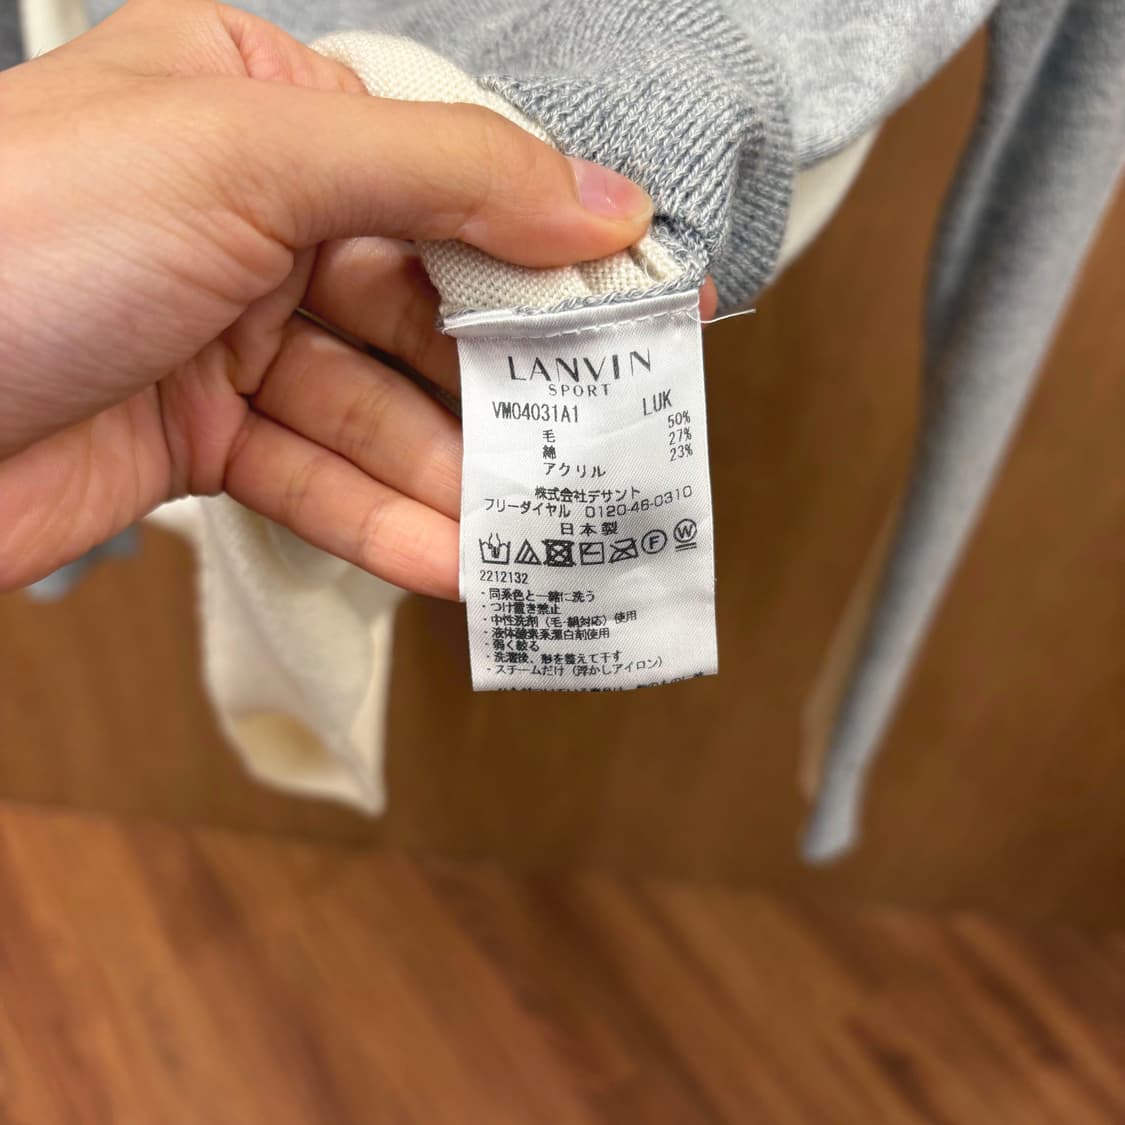 LANVIN
SPORT
VM04031A1 LUK
毛 50%
綿 27%
アクリル 23%
株式会社デサント
フリーダイヤル 0120-46-0310
日本製
F W
2212132
・同系色と一緒に洗う
・つけ置き禁止
・中性洗剤（毛・絹対応）使用
・液体酸素系漂白剤使用
・弱く絞る
・洗濯後、形を整えて干す
・スチームだけ（浮かしアイロン）